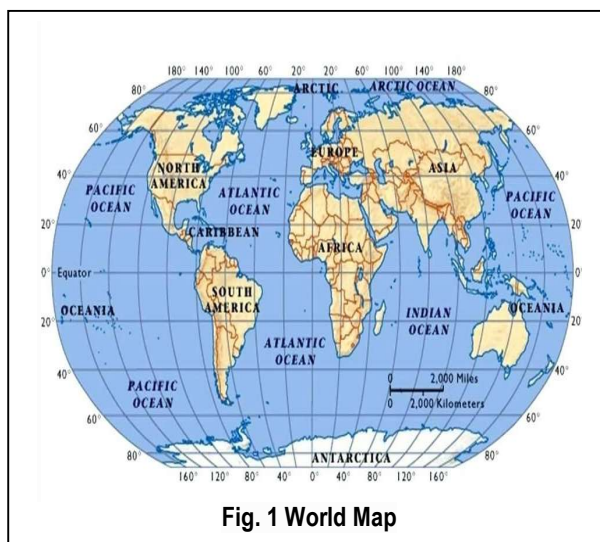 180° 140° 100° 60° 20° 20° 60° 100° 140° 180°
ARCTIC
ARCTIC OCEAN
80° 80°
60° 60°
EUROPE
NORTH
AMERICA
ASIA
40° 40°
PACIFIC
OCEAN
ATLANTIC
OCEAN
PACIFIC
OCEAN
20° 20°
CARIBBEAN
AFRICA
0° Equator 0°
SOUTH
AMERICA
OCEANIA
INDIAN
OCEAN
OCEANIA
20° 20
ATLANTIC
OCEAN
40° 40°
PACIFIC
OCEAN
0 2,000 Miles
0 2,000 Kilometers
60° 60°
80° 80°
ANTARCTICA
160° 120° 80° 40° 0° 40° 80° 120° 160°
Fig. 1 World Map